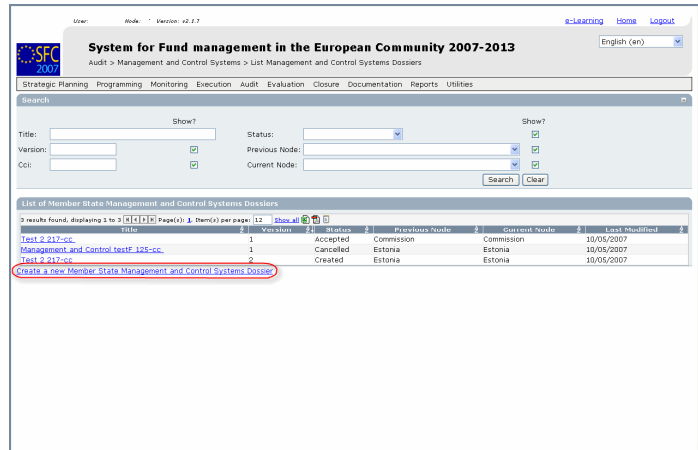 User: Node: ' Version: v2.1.7
e-Learning Home Logout
SFC
2007
System for Fund management in the European Community 2007-2013
English (en)
Audit > Management and Control Systems > List Management and Control Systems Dossiers
Strategic Planning Programming Monitoring Execution Audit Evaluation Closure Documentation Reports Utilities
Search
Show? Show?
Title: Status:
Version: Previous Node:
Cci: Current Node:
Search Clear
List of Member State Management and Control Systems Dossiers
3 results found, displaying 1 to 3 Page(s): 1. Item(s) per page: 12 Show all
Title Version Status Previous Node Current Node Last Modified
Test 2 217-cc 1 Accepted Commission Commission 10/05/2007
Management and Control testF 125-cc 1 Cancelled Estonia Estonia 10/05/2007
Test 2 217-cc 2 Created Estonia Estonia 10/05/2007
Create a new Member State Management and Control Systems Dossier